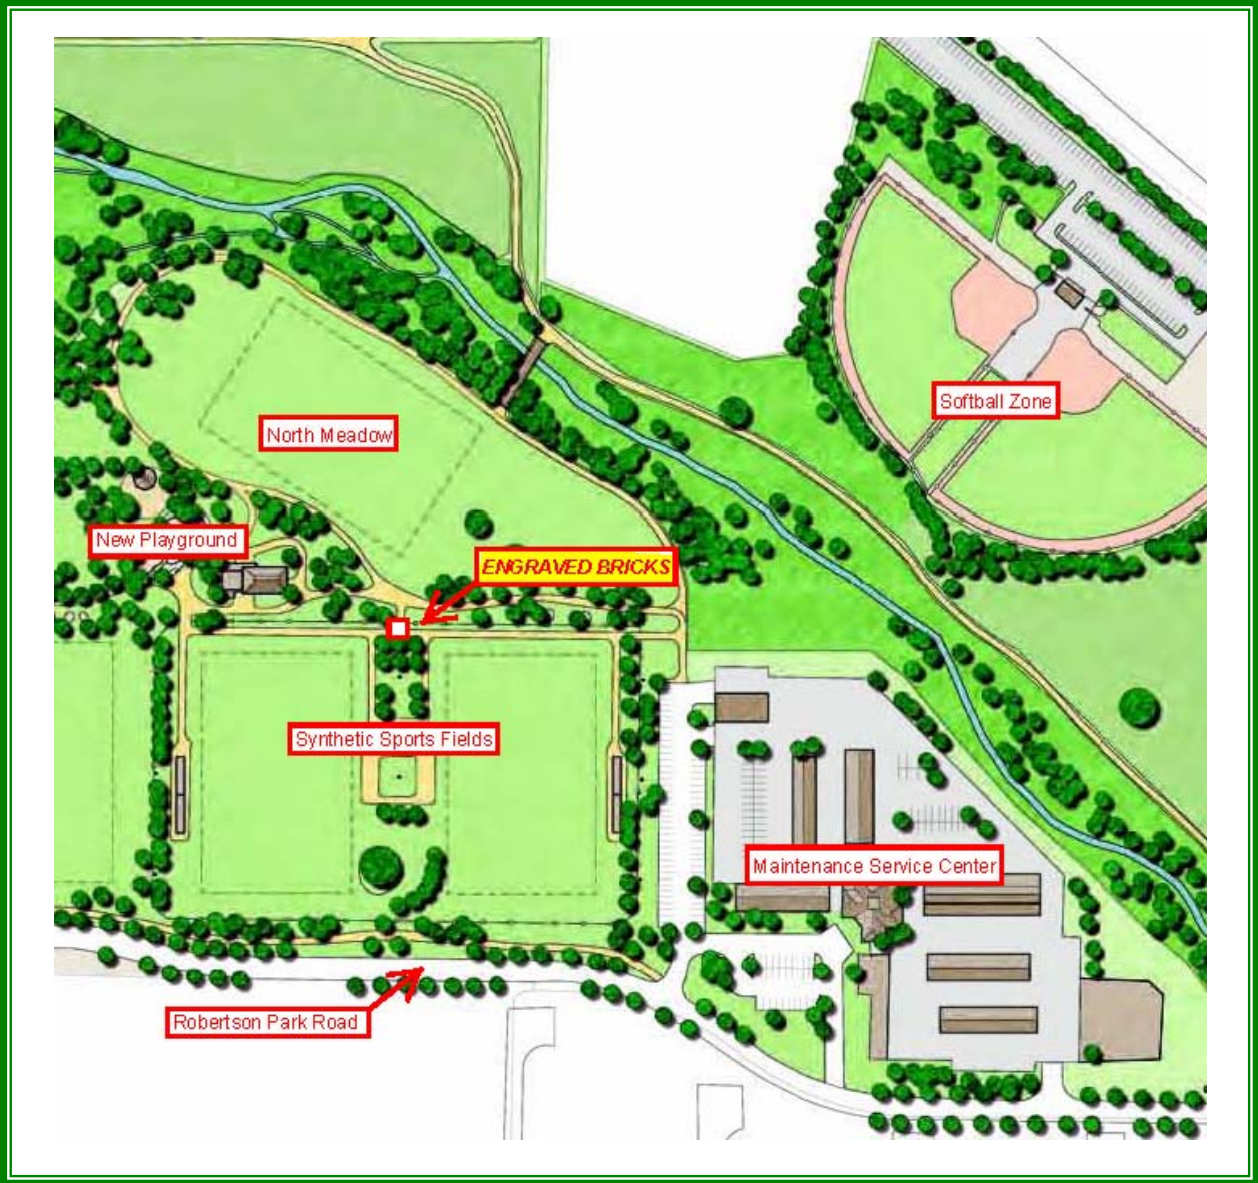 Softball Zone
North Meadow
New Playground
ENGRAVED BRICKS
Synthetic Sports Fields
Maintenance Service Center
Robertson Park Road